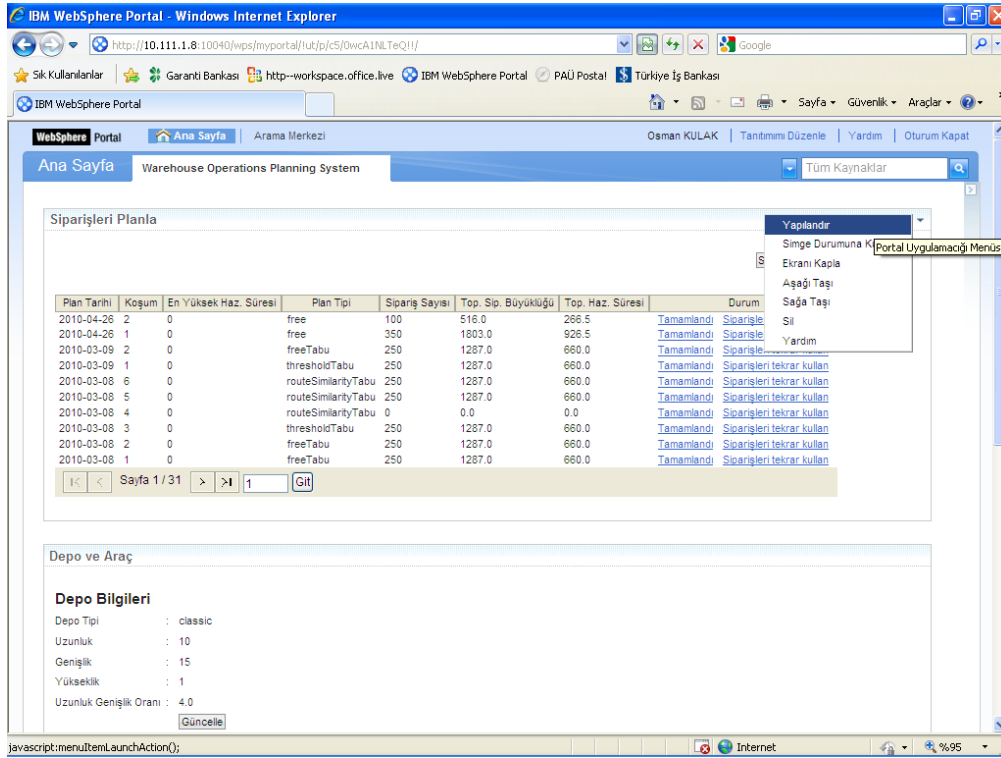 IBM WebSphere Portal - Windows Internet Explorer
http://10.111.1.8:10040/wps/myportal/!ut/p/c5/0wcA1NLTeQ!!/
Google
Sık Kullanılanlar Garanti Bankası http--workspace.office.live IBM WebSphere Portal PAÜ Posta! Türkiye İş Bankası
IBM WebSphere Portal Sayfa Güvenlik Araçlar
WebSphere Portal Ana Sayfa Arama Merkezi Osman KULAK Tanıtımımı Düzenle Yardım Oturum Kapat
Ana Sayfa Warehouse Operations Planning System Tüm Kaynaklar
Siparişleri Planla
Yapılandır
Simge Durumuna K
Portal Uygulamacığı Menüs
S
Ekranı Kapla
Aşağı Taşı
Sağa Taşı
Sil
Yardım
Plan Tarihi Koşum En Yüksek Haz. Süresi Plan Tipi Sipariş Sayısı Top. Sip. Büyüklüğü Top. Haz. Süresi Durum
2010-04-26 2 0 free 100 516.0 266.5 Tamamlandı Siparişle
2010-04-26 1 0 free 350 1803.0 926.5 Tamamlandı Siparişle
2010-03-09 2 0 freeTabu 250 1287.0 660.0 Tamamlandı Siparişleri tekrar kullan
2010-03-09 1 0 thresholdTabu 250 1287.0 660.0 Tamamlandı Siparişleri tekrar kullan
2010-03-08 6 0 routeSimilarityTabu 250 1287.0 660.0 Tamamlandı Siparişleri tekrar kullan
2010-03-08 5 0 routeSimilarityTabu 250 1287.0 660.0 Tamamlandı Siparişleri tekrar kullan
2010-03-08 4 0 routeSimilarityTabu 0 0.0 0.0 Tamamlandı Siparişleri tekrar kullan
2010-03-08 3 0 thresholdTabu 250 1287.0 660.0 Tamamlandı Siparişleri tekrar kullan
2010-03-08 2 0 freeTabu 250 1287.0 660.0 Tamamlandı Siparişleri tekrar kullan
2010-03-08 1 0 freeTabu 250 1287.0 660.0 Tamamlandı Siparişleri tekrar kullan
Sayfa 1 / 31 1 Git
Depo ve Araç
Depo Bilgileri
Depo Tipi : classic
Uzunluk : 10
Genişlik : 15
Yükseklik : 1
Uzunluk Genişlik Oranı : 4.0
Güncelle
javascript:menuItemLaunchAction(); Internet %95